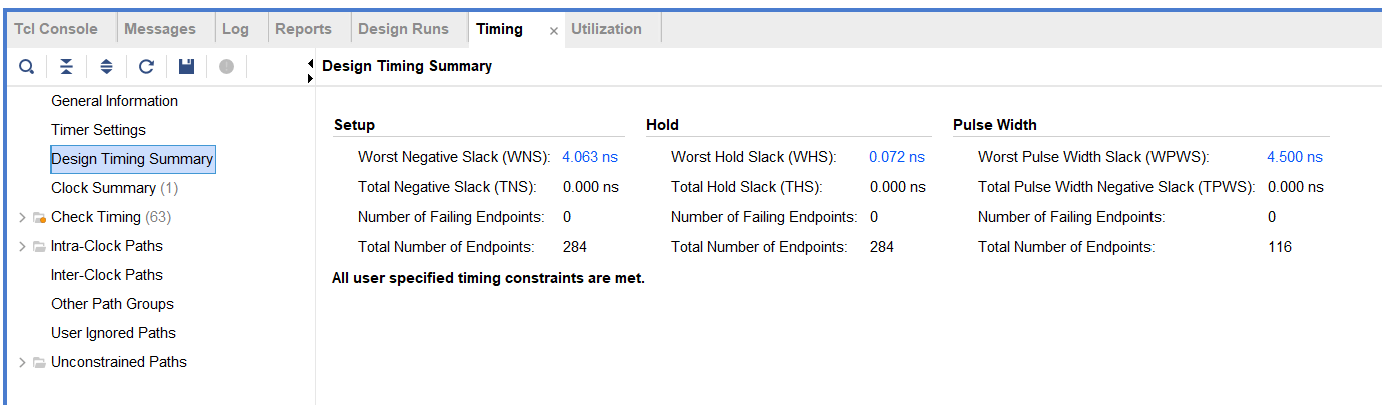 Tcl Console Messages Log Reports Design Runs Timing × Utilization
Design Timing Summary
General Information
Timer Settings
Design Timing Summary
Clock Summary (1)
Check Timing (63)
Intra-Clock Paths
Inter-Clock Paths
Other Path Groups
User Ignored Paths
Unconstrained Paths
Setup
Worst Negative Slack (WNS): 4.063 ns
Total Negative Slack (TNS): 0.000 ns
Number of Failing Endpoints: 0
Total Number of Endpoints: 284
Hold
Worst Hold Slack (WHS): 0.072 ns
Total Hold Slack (THS): 0.000 ns
Number of Failing Endpoints: 0
Total Number of Endpoints: 284
Pulse Width
Worst Pulse Width Slack (WPWS): 4.500 ns
Total Pulse Width Negative Slack (TPWS): 0.000 ns
Number of Failing Endpoints: 0
Total Number of Endpoints: 116
All user specified timing constraints are met.